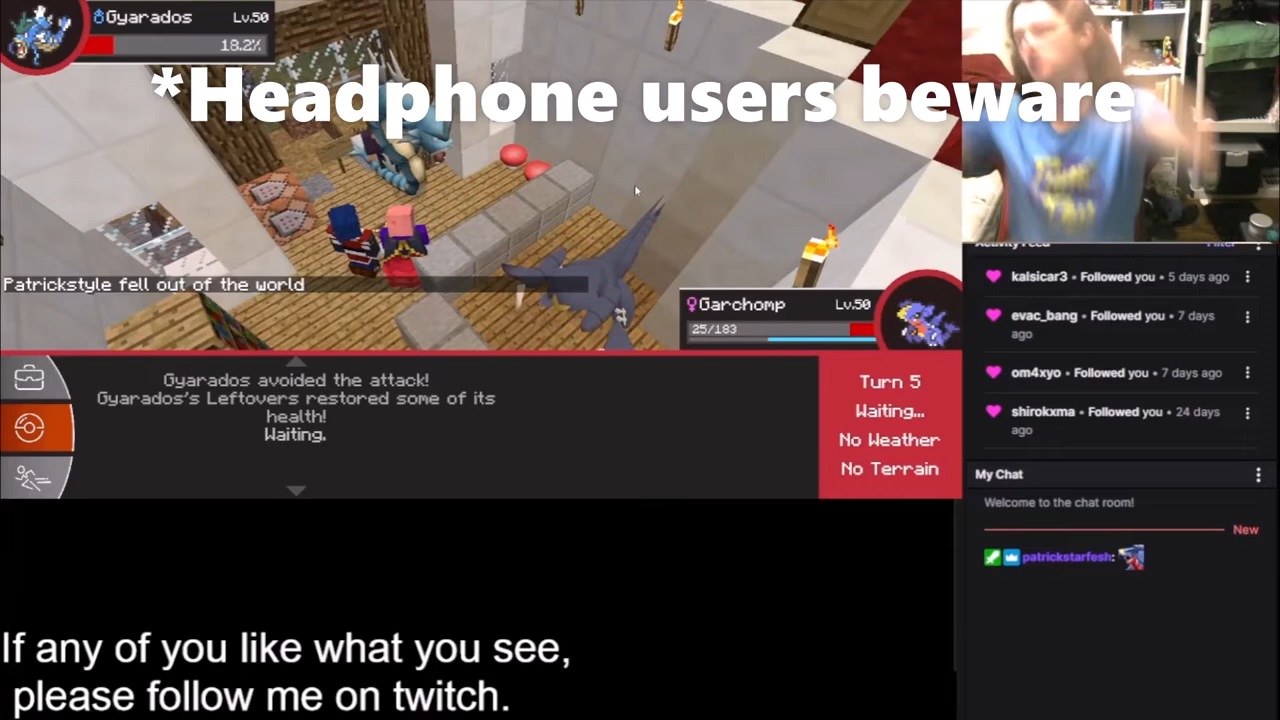 Gyarados Lv.50
18.2%
*Headphone users beware
Patrickstyle fell out of the world
Garchomp Lv.50
25/183
Gyarados avoided the attack!
Gyarados's Leftovers restored some of its
health!
Waiting.
Turn 5
Waiting...
No Weather
No Terrain
If any of you like what you see,
please follow me on twitch.
Activity Feed Filter
kalsicar3 • Followed you • 5 days ago
evac_bang • Followed you • 7 days
ago
om4xyo • Followed you • 7 days ago
shirokxma • Followed you • 24 days
ago
My Chat
Welcome to the chat room!
New
patrickstarfesh: